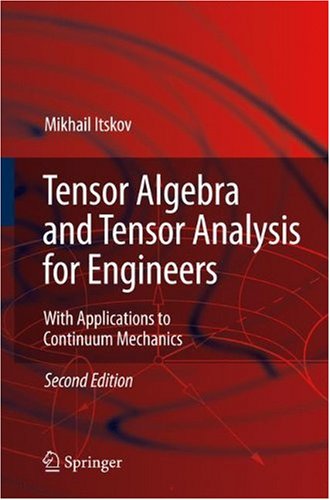 Mikhail Itskov
Tensor Algebra
and Tensor Analysis
for Engineers
With Applications to
Continuum Mechanics
Second Edition
Springer